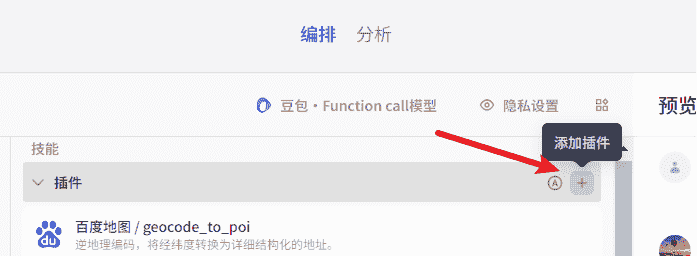 编排 分析
豆包·Function call模型 隐私设置 预览
技能
添加插件
插件 A
百度地图 / geocode_to_poi
du 逆地理编码，将经纬度转换为详细结构化的地址。